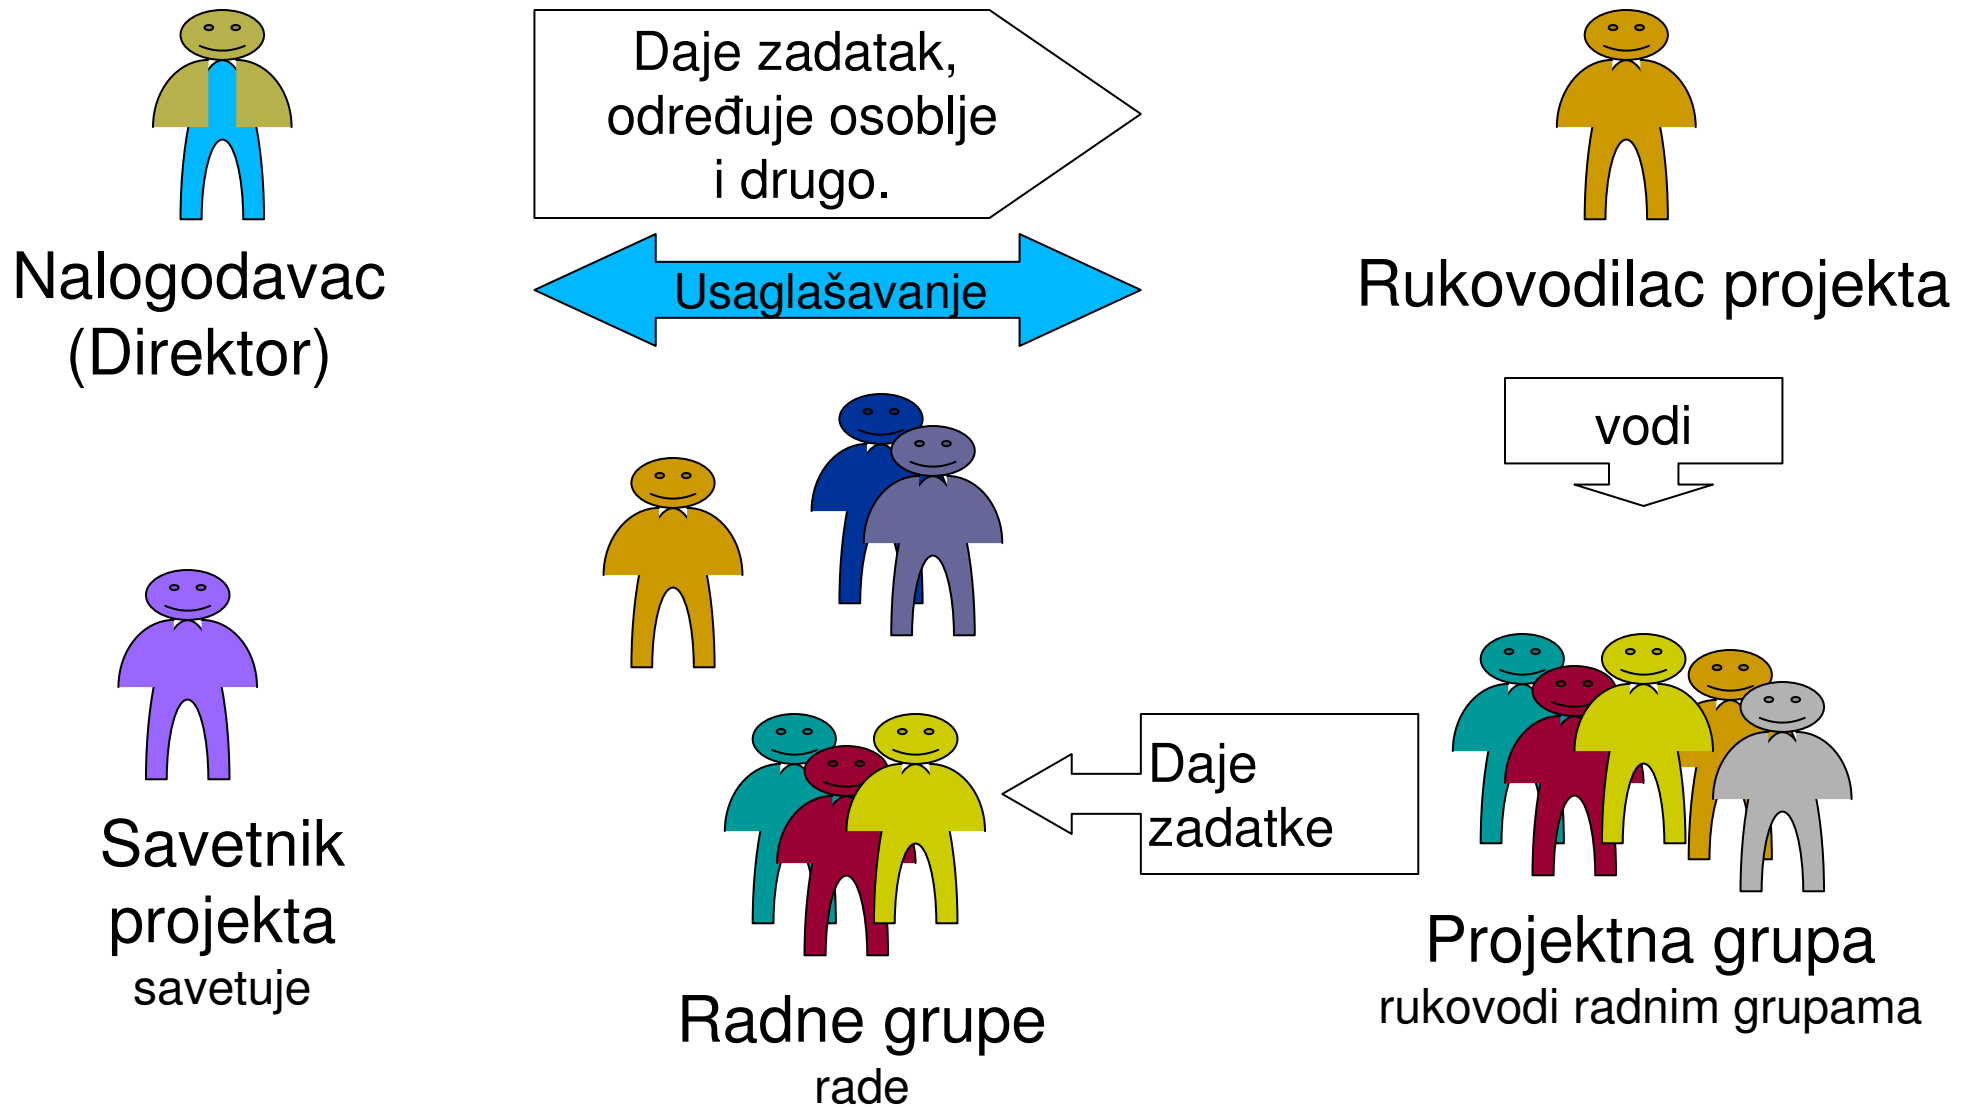 Daje zadatak,
određuje osoblje
i drugo.
Nalogodavac
(Direktor)
Usaglašavanje
Rukovodilac projekta
vodi
Savetnik
projekta
savetuje
Daje
zadatke
Radne grupe
rade
Projektna grupa
rukovodi radnim grupama